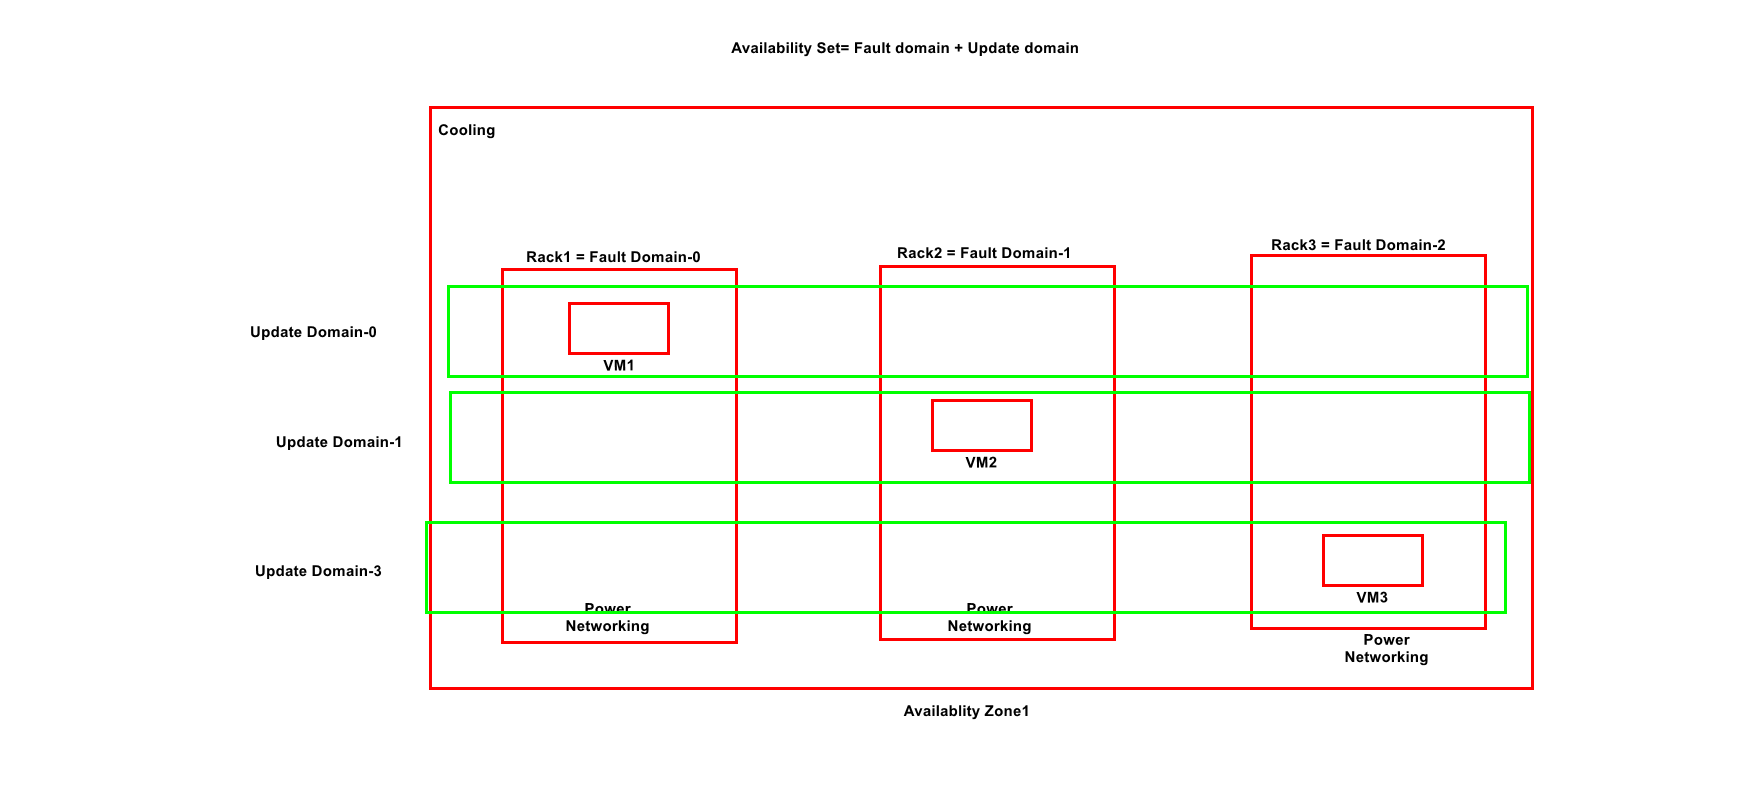 Availability Set= Fault domain + Update domain
Cooling
Rack1 = Fault Domain-0
Rack2 = Fault Domain-1
Rack3 = Fault Domain-2
Update Domain-0
VM1
Update Domain-1
VM2
Update Domain-3
VM3
Power
Networking
Power
Networking
Power
Networking
Availablity Zone1